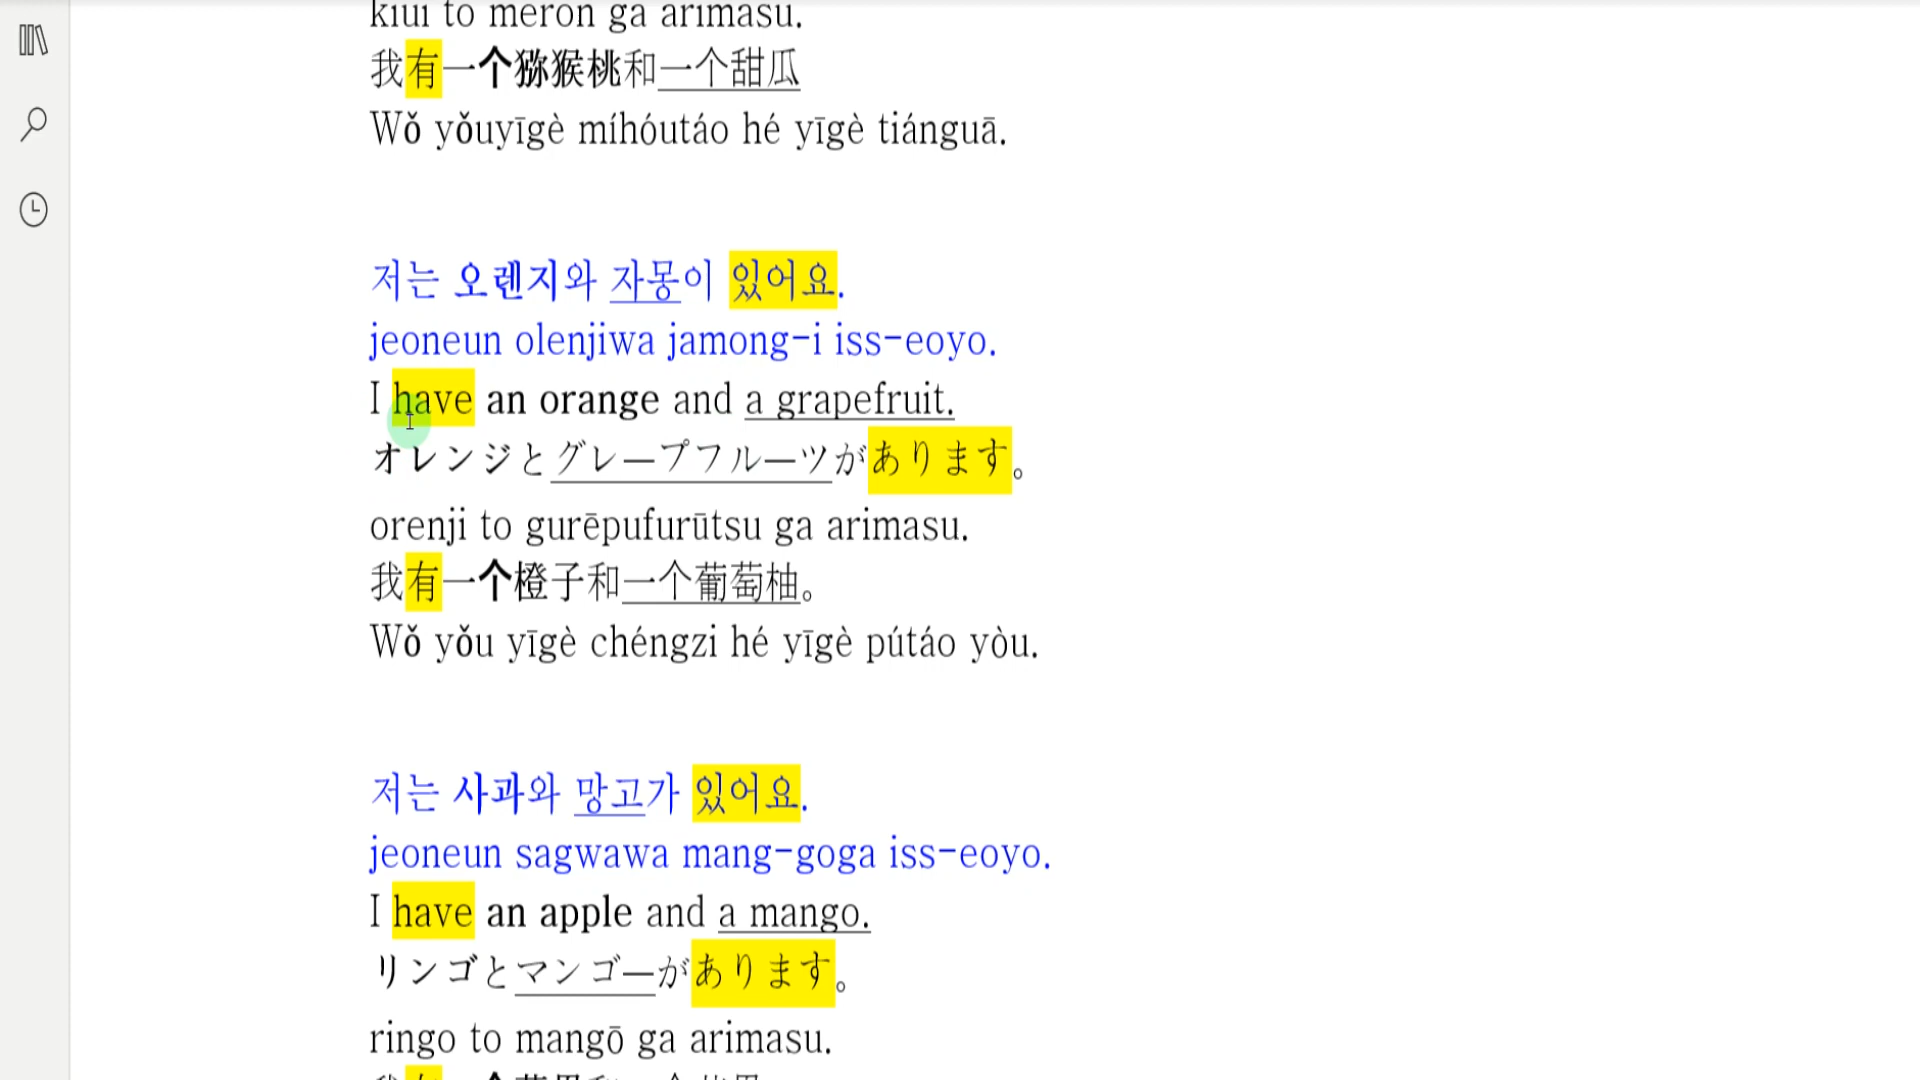 kiui to meron ga arimasu.
我有一个猕猴桃和一个甜瓜
Wǒ yǒuyīgè míhóutáo hé yīgè tiánguā.
저는 오렌지와 자몽이 있어요.
jeoneun olenjiwa jamong-i iss-eoyo.
I have an orange and a grapefruit.
オレンジとグレープフルーツがあります。
orenji to gurēpufurūtsu ga arimasu.
我有一个橙子和一个葡萄柚。
Wǒ yǒu yīgè chéngzi hé yīgè pútáo yòu.
저는 사과와 망고가 있어요.
jeoneun sagwawa mang-goga iss-eoyo.
I have an apple and a mango.
リンゴとマンゴーがあります。
ringo to mangō ga arimasu.